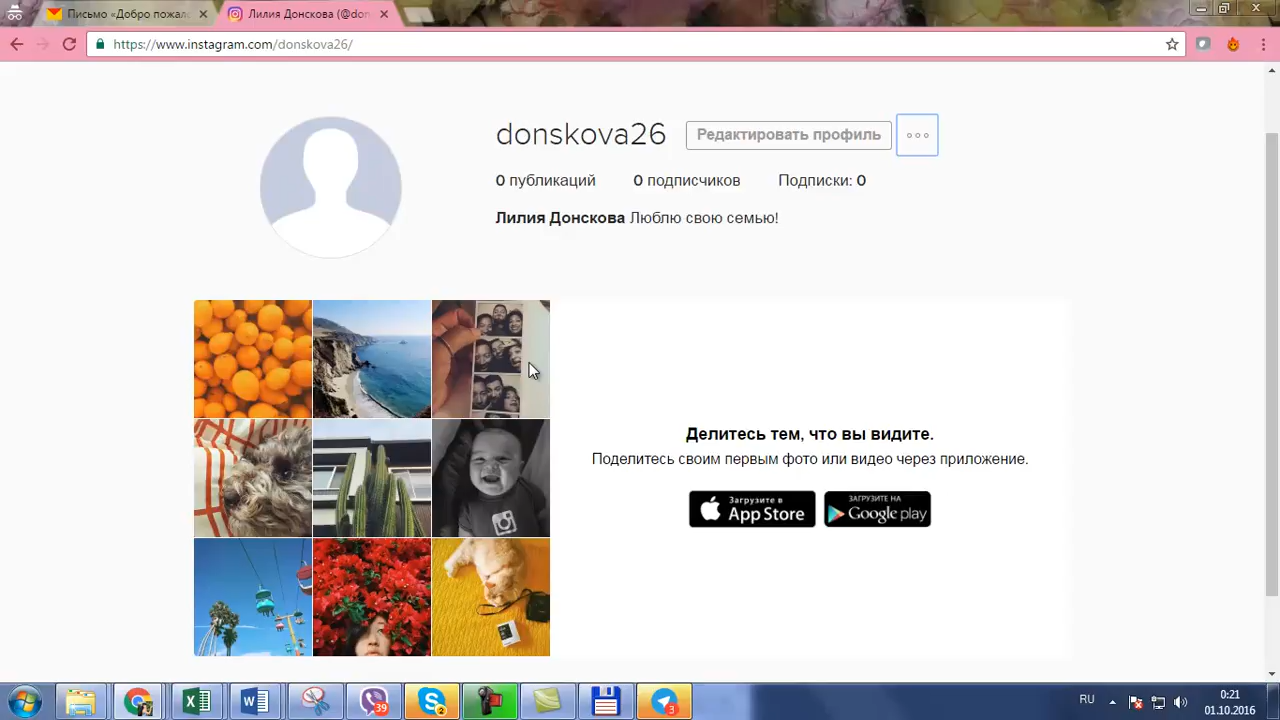 Письмо «Добро пожал
Лилия Донскова (@don
https://www.instagram.com/donskova26/
donskova26
Редактировать профиль
0 публикаций
0 подписчиков
Подписки: 0
Лилия Донскова Люблю свою семью!
Делитесь тем, что вы видите.
Поделитесь своим первым фото или видео через приложение.
Загрузите в
App Store
ЗАГРУЗИТЕ НА
Google play
39
2
3
RU
0:21
01.10.2016